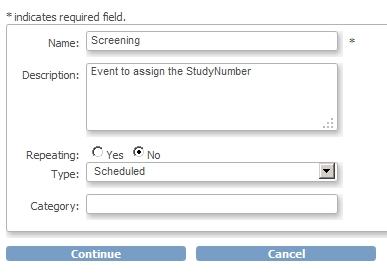 * indicates required field.
Name: Screening *
Description: Event to assign the StudyNumber
Repeating: Yes No
Type: Scheduled
Category:
Continue Cancel